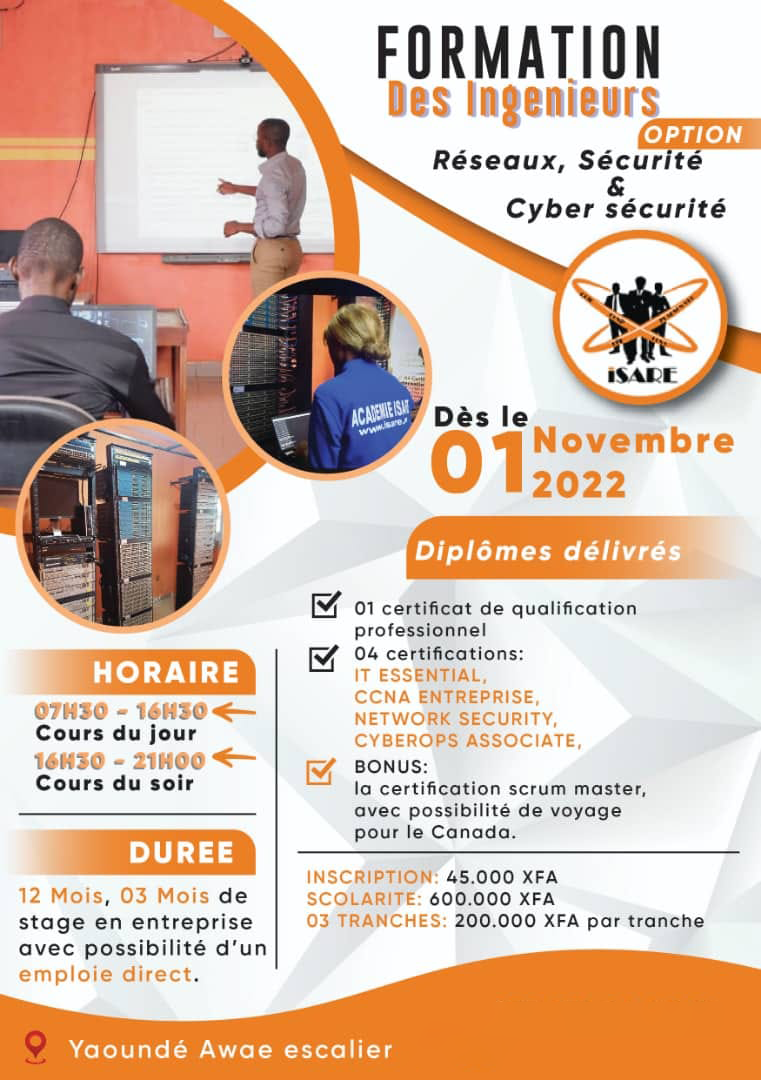 FORMATION
Des Ingenieurs
OPTION
Réseaux, Sécurité
&
Cyber sécurité
iSARE
ACADEMIE ISAR
www.isare.
Dès le
01 Novembre
2022
Diplômes délivrés
01 certificat de qualification
professionnel
04 certifications:
IT ESSENTIAL,
CCNA ENTREPRISE,
NETWORK SECURITY,
CYBEROPS ASSOCIATE,
BONUS:
la certification scrum master,
avec possibilité de voyage
pour le Canada.
HORAIRE
07H30 - 16H30
Cours du jour
16H30 - 21H00
Cours du soir
DUREE
12 Mois, 03 Mois de
stage en entreprise
avec possibilité d'un
emploie direct.
INSCRIPTION: 45.000 XFA
SCOLARITE: 600.000 XFA
03 TRANCHES: 200.000 XFA par tranche
Yaoundé Awae escalier